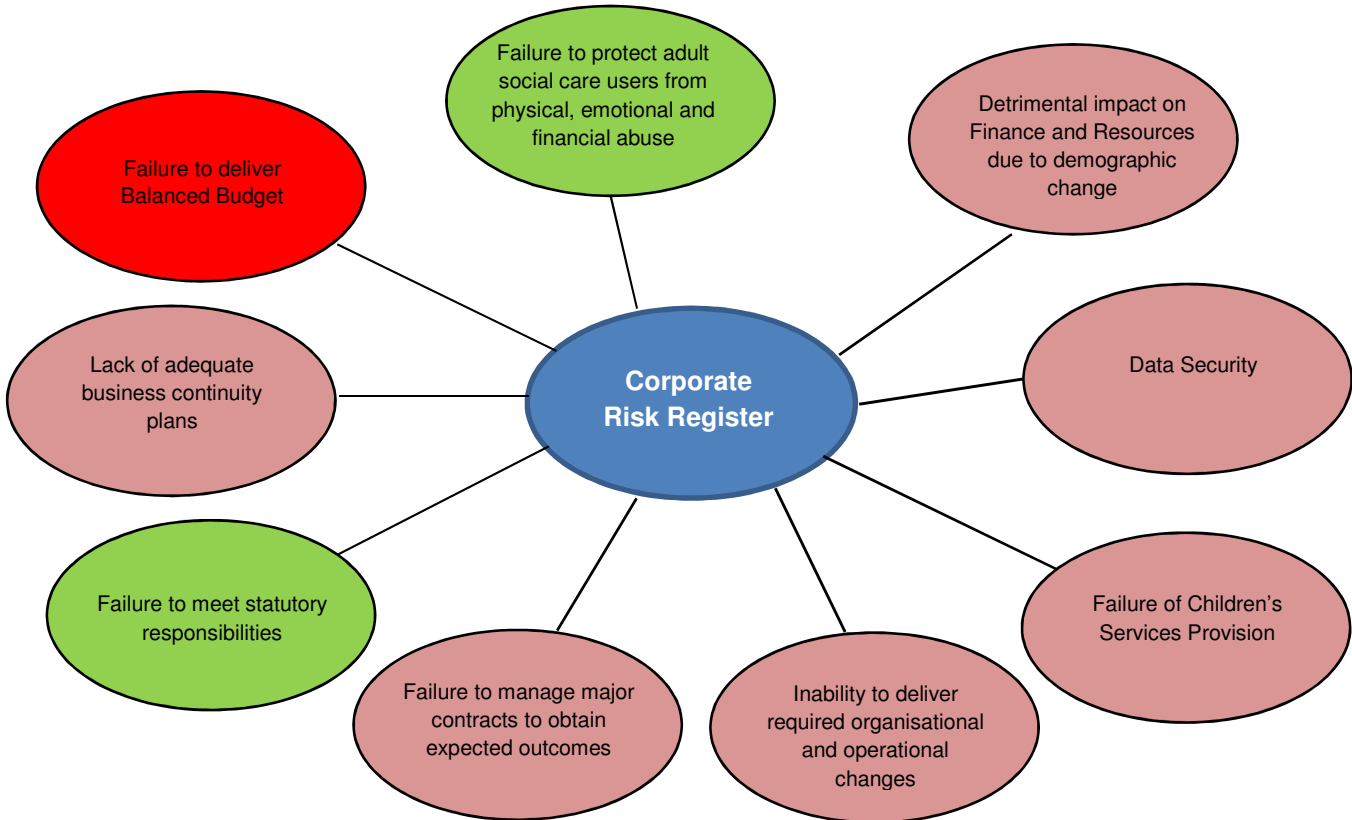 Failure to protect adult
social care users from
physical, emotional and
financial abuse
Detrimental impact on
Finance and Resources
due to demographic
change
Failure to deliver
Balanced Budget
Lack of adequate
business continuity
plans
Corporate
Risk Register
Data Security
Failure to meet statutory
responsibilities
Failure of Children’s
Services Provision
Failure to manage major
contracts to obtain
expected outcomes
Inability to deliver
required organisational
and operational
changes